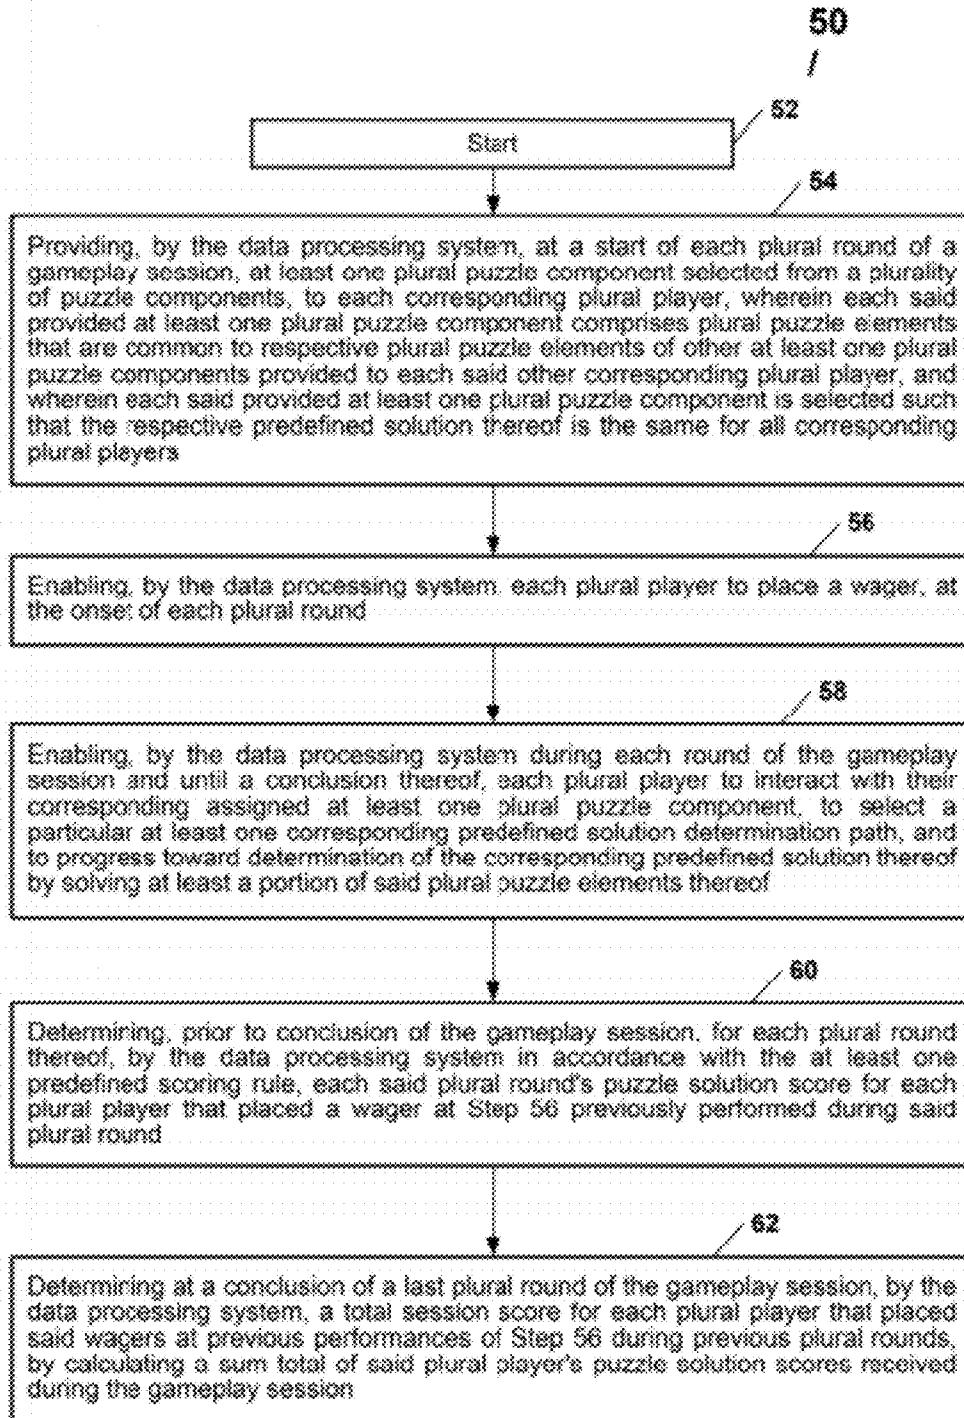 50
52
Start
54
Providing, by the data processing system, at a start of each plural round of a
gameplay session, at least one plural puzzle component selected from a plurality
of puzzle components, to each corresponding plural player, wherein each said
provided at least one plural puzzle component comprises plural puzzle elements
that are common to respective plural puzzle elements of other at least one plural
puzzle components provided to each said other corresponding plural player, and
wherein each said provided at least one plural puzzle component is selected such
that the respective predefined solution thereof is the same for all corresponding
plural players
56
Enabling, by the data processing system, each plural player to place a wager, at
the onset of each plural round
58
Enabling, by the data processing system during each round of the gameplay
session and until a conclusion thereof, each plural player to interact with their
corresponding assigned at least one plural puzzle component, to select a
particular at least one corresponding predefined solution determination path, and
to progress toward determination of the corresponding predefined solution thereof
by solving at least a portion of said plural puzzle elements thereof
60
Determining, prior to conclusion of the gameplay session, for each plural round
thereof, by the data processing system in accordance with the at least one
predefined scoring rule, each said plural round's puzzle solution score for each
plural player that placed a wager at Step 56 previously performed during said
plural round
62
Determining at a conclusion of a last plural round of the gameplay session, by the
data processing system, a total session score for each plural player that placed
said wagers at previous performances of Step 56 during previous plural rounds,
by calculating a sum total of said plural player's puzzle solution scores received
during the gameplay session